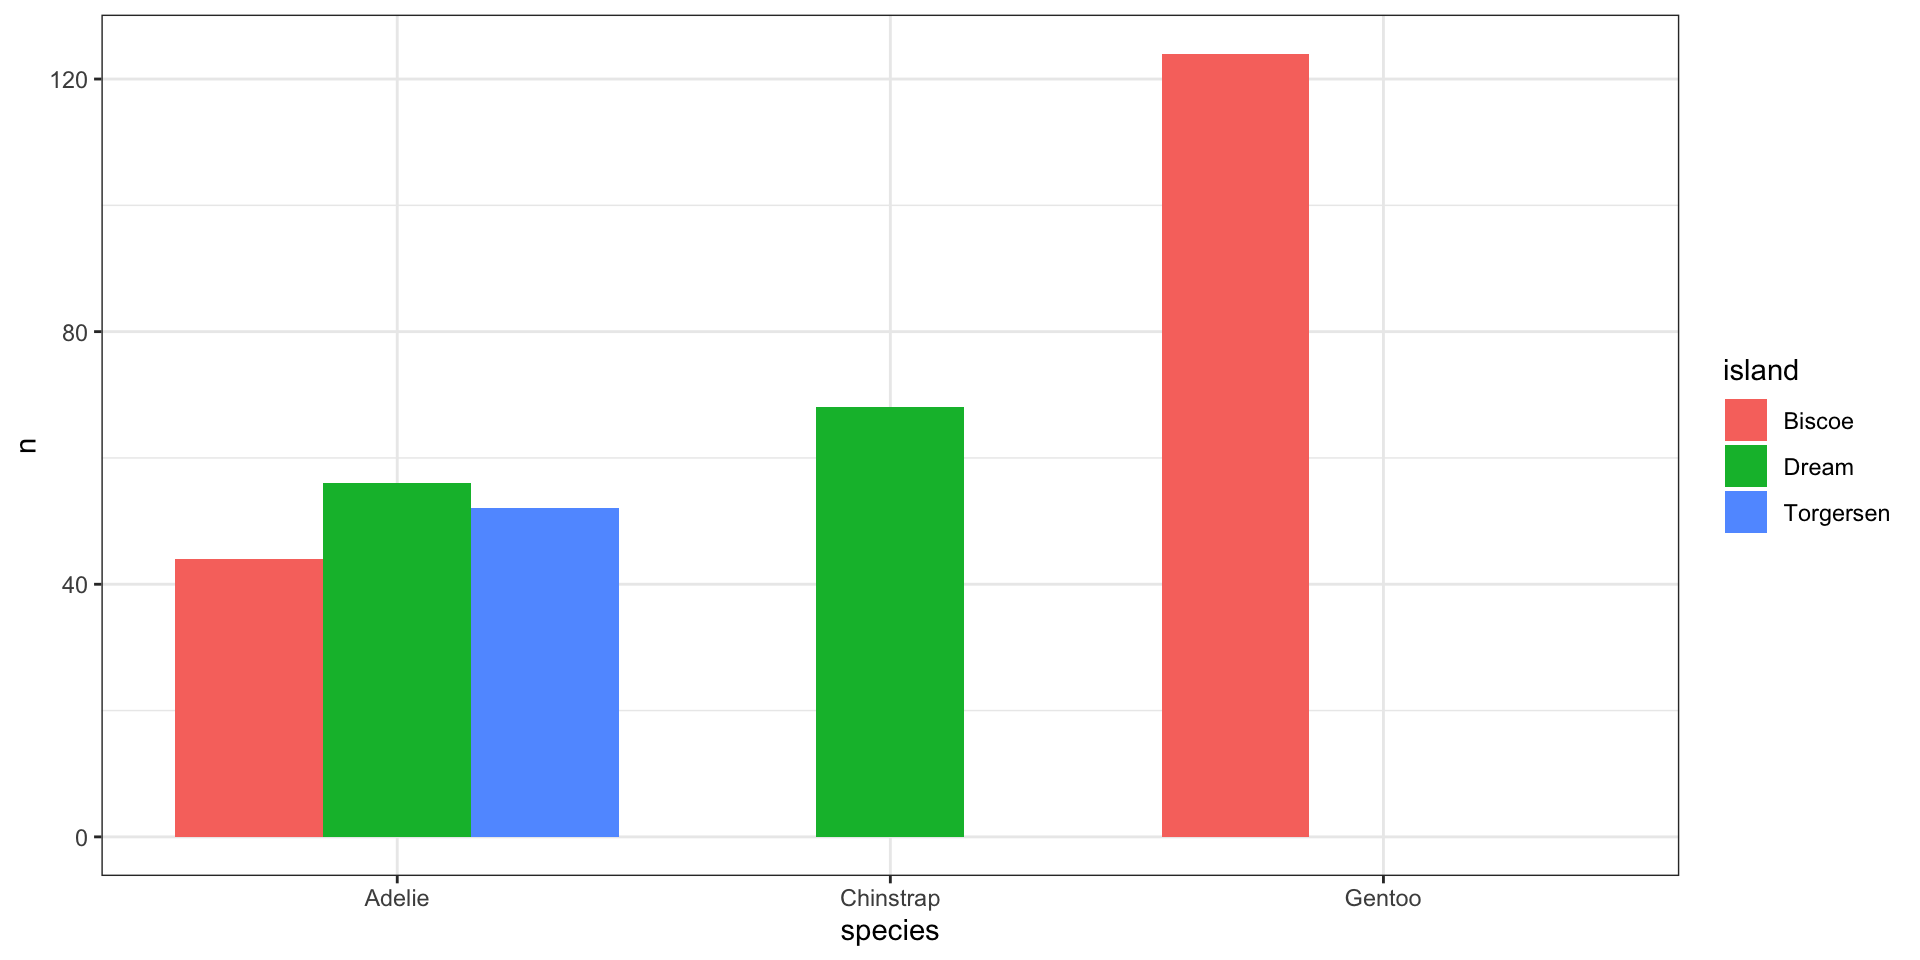 120
80
40
0
n
Adelie
Chinstrap
Gentoo
species
island
Biscoe
Dream
Torgersen